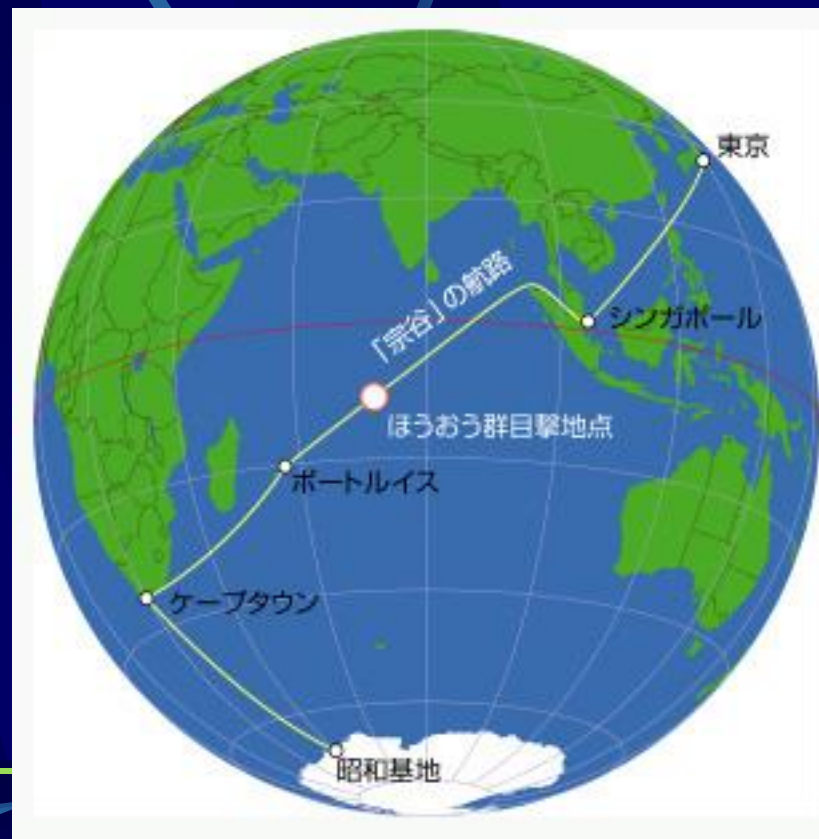 東京
「宗谷」の航路
シンガポール
ほうおう群目撃地点
ポートルイス
ケープタウン
昭和基地